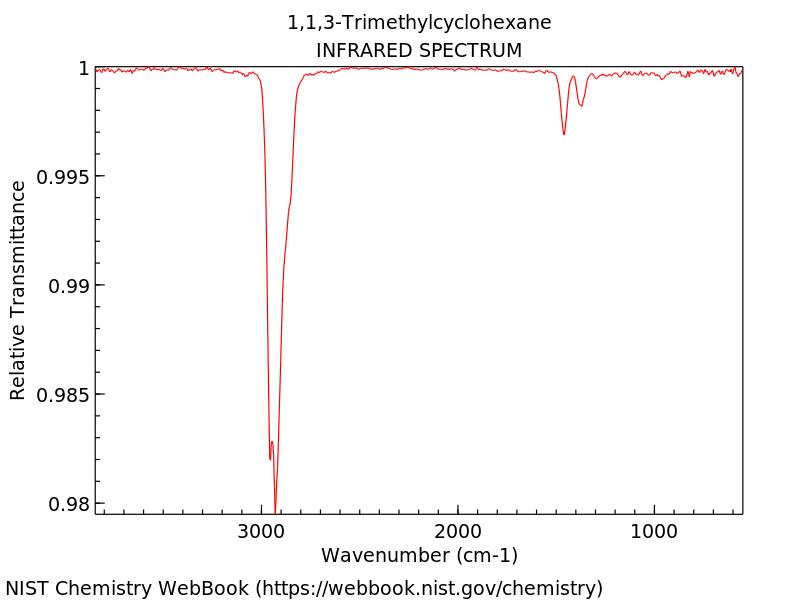 1,1,3-Trimethylcyclohexane
INFRARED SPECTRUM
1
0.995
0.99
0.985
0.98
Relative Transmittance
3000 2000 1000
Wavenumber (cm-1)
NIST Chemistry WebBook (https://webbook.nist.gov/chemistry)